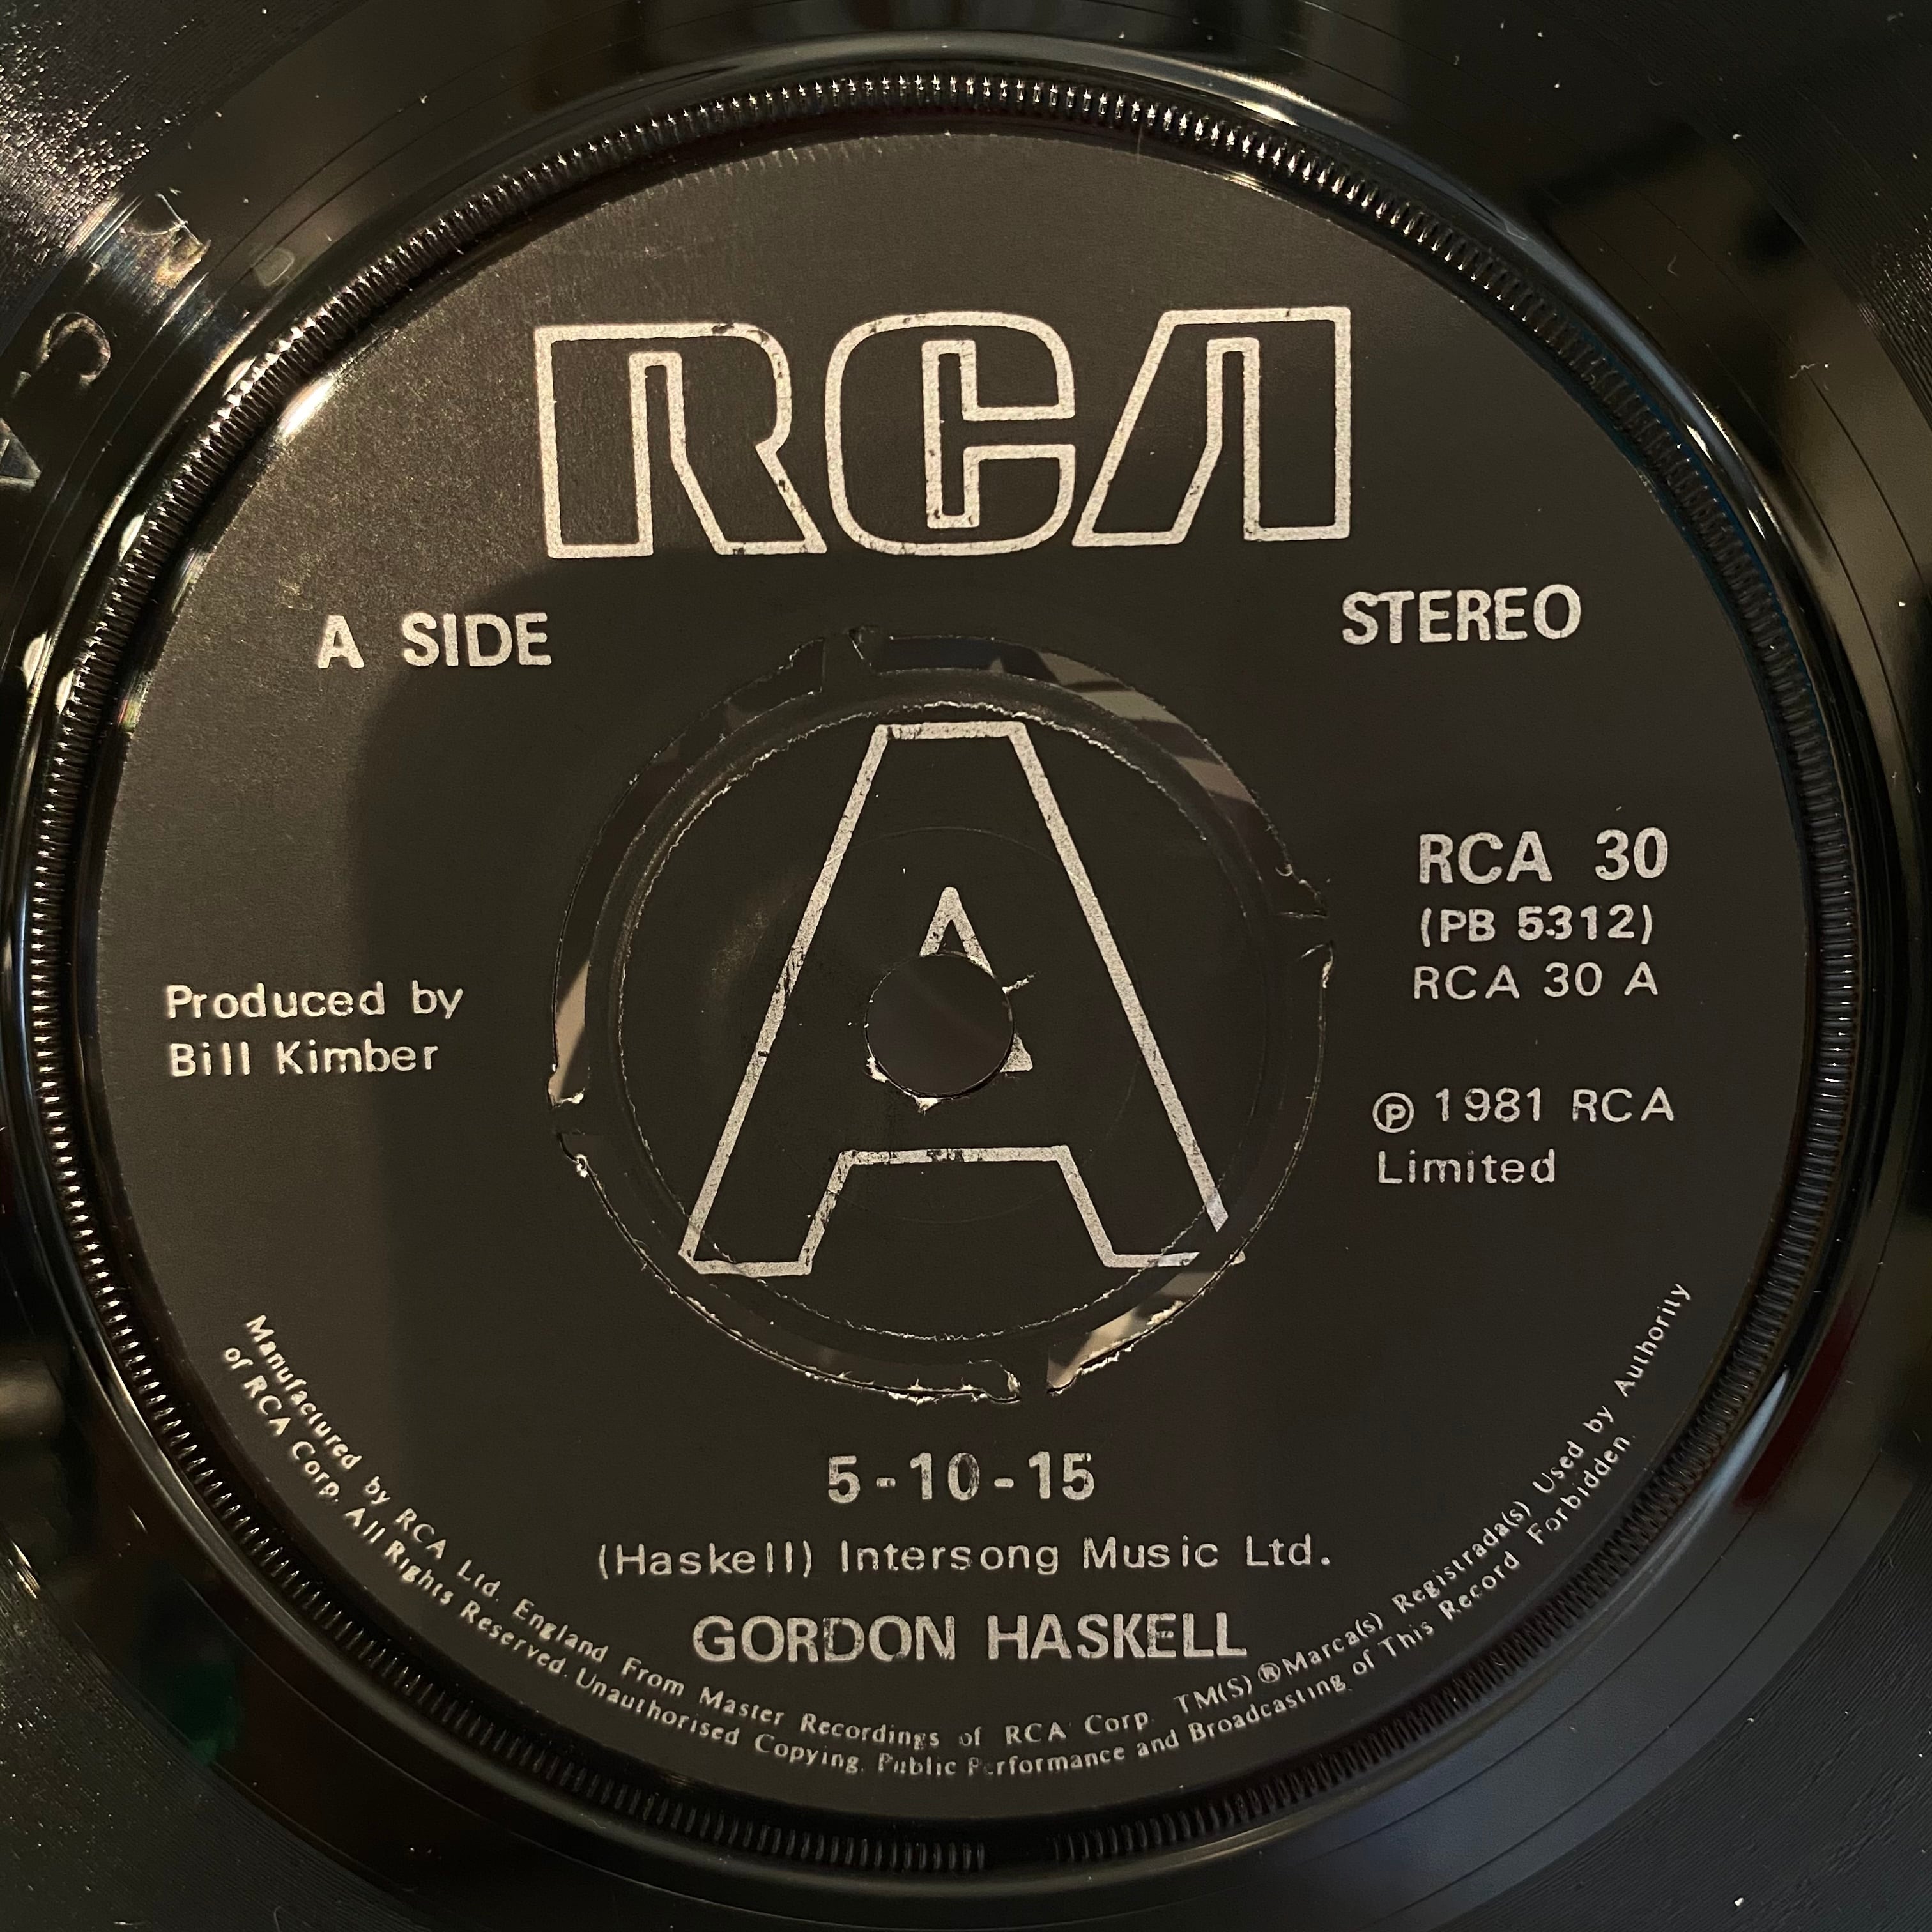 RCA
A SIDE
STEREO
A
RCA 30
(PB 5312)
RCA 30 A
Produced by
Bill Kimber
℗ 1981 RCA
Limited
5-10-15
(Haskell) Intersong Music Ltd.
GORDON HASKELL
Manufactured by RCA Ltd. England From Master Recordings of RCA Corp. TM(S) ® Marca(s) Registrada(s) Used by Authority
of RCA Corp. All Rights Reserved. Unauthorised Copying. Public Performance and Broadcasting of This Record Forbidden.